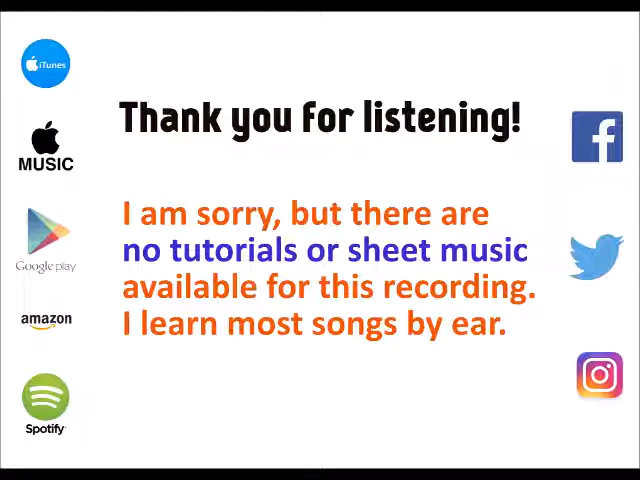 iTunes
Thank you for listening!
MUSIC
I am sorry, but there are
no tutorials or sheet music
available for this recording.
I learn most songs by ear.
Google play
amazon
Spotify